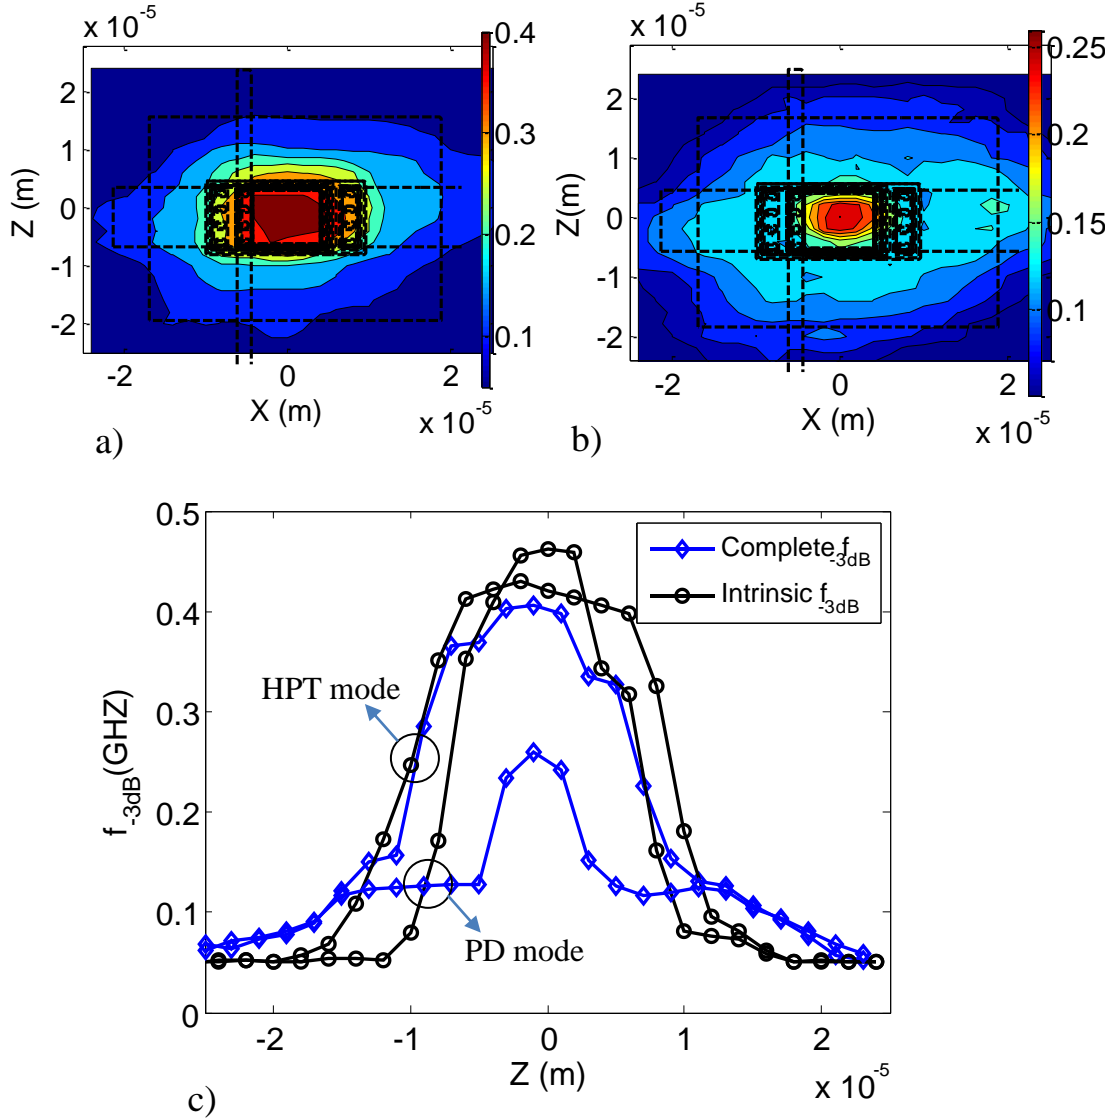 x 10^-5
0.4
0.3
0.2
0.1
2
1
0
-1
-2
Z (m)
-2
0
2
X (m)
x 10^-5
a)
x 10^-5
0.25
0.2
0.15
0.1
2
1
0
-1
-2
Z(m)
-2
0
2
X (m)
x 10^-5
b)
0.5
0.4
0.3
0.2
0.1
0
f-3dB(GHZ)
Complete f-3dB
Intrinsic f-3dB
HPT mode
PD mode
-2
-1
0
1
2
Z (m)
x 10^-5
c)